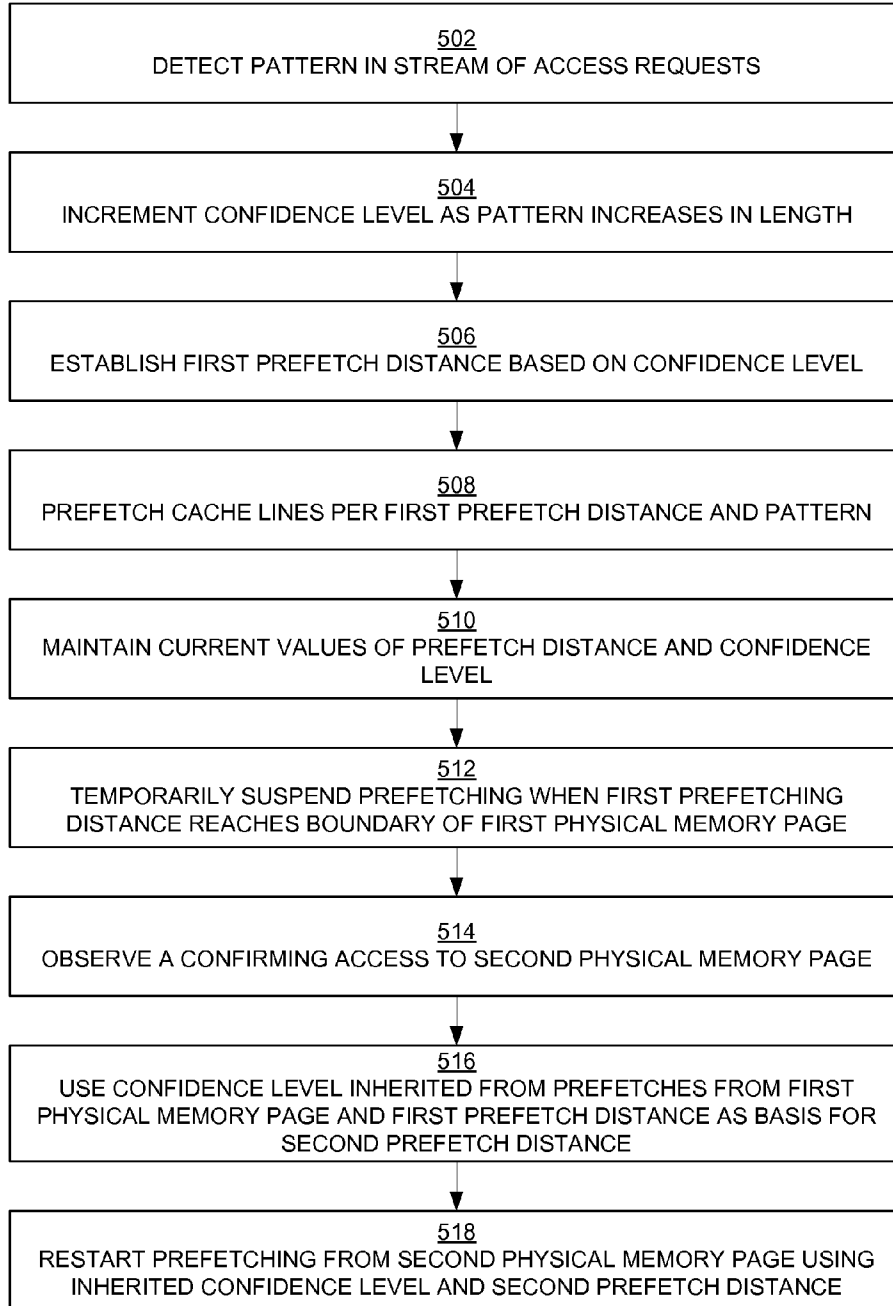 502
DETECT PATTERN IN STREAM OF ACCESS REQUESTS
504
INCREMENT CONFIDENCE LEVEL AS PATTERN INCREASES IN LENGTH
506
ESTABLISH FIRST PREFETCH DISTANCE BASED ON CONFIDENCE LEVEL
508
PREFETCH CACHE LINES PER FIRST PREFETCH DISTANCE AND PATTERN
510
MAINTAIN CURRENT VALUES OF PREFETCH DISTANCE AND CONFIDENCE
LEVEL
512
TEMPORARILY SUSPEND PREFETCHING WHEN FIRST PREFETCHING
DISTANCE REACHES BOUNDARY OF FIRST PHYSICAL MEMORY PAGE
514
OBSERVE A CONFIRMING ACCESS TO SECOND PHYSICAL MEMORY PAGE
516
USE CONFIDENCE LEVEL INHERITED FROM PREFETCHES FROM FIRST
PHYSICAL MEMORY PAGE AND FIRST PREFETCH DISTANCE AS BASIS FOR
SECOND PREFETCH DISTANCE
518
RESTART PREFETCHING FROM SECOND PHYSICAL MEMORY PAGE USING
INHERITED CONFIDENCE LEVEL AND SECOND PREFETCH DISTANCE